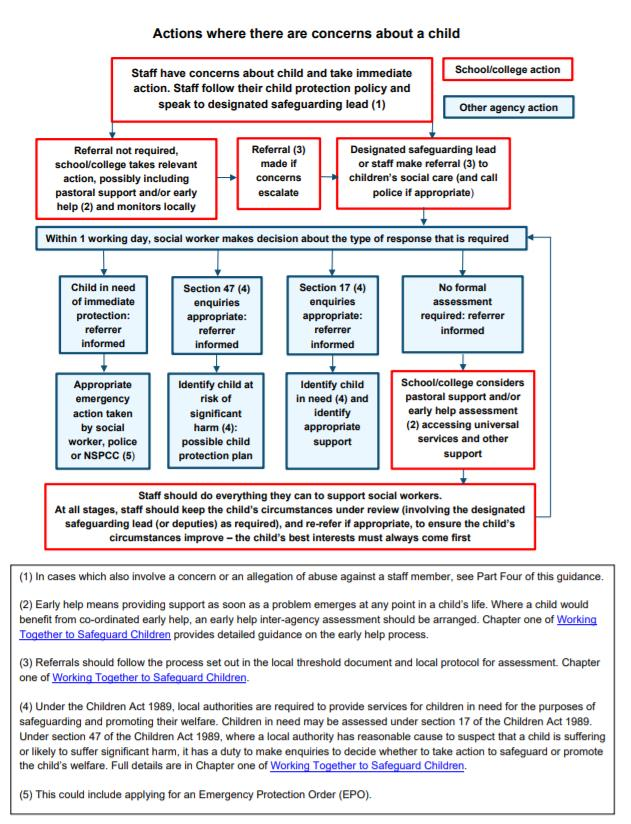 Actions where there are concerns about a child
Staff have concerns about child and take immediate
action. Staff follow their child protection policy and
speak to designated safeguarding lead (1)
School/college action
Other agency action
Referral not required,
school/college takes relevant
action, possibly including
pastoral support and/or early
help (2) and monitors locally
Referral (3)
made if
concerns
escalate
Designated safeguarding lead
or staff make referral (3) to
children's social care (and call
police if appropriate)
Within 1 working day, social worker makes decision about the type of response that is required
Child in need
of immediate
protection:
referrer
informed
Section 47 (4)
enquiries
appropriate:
referrer
informed
Section 17 (4)
enquiries
appropriate:
referrer
informed
No formal
assessment
required: referrer
informed
Appropriate
emergency
action taken
by social
worker, police
or NSPCC (5)
Identify child at
risk of
significant
harm (4):
possible child
protection plan
Identify child
in need (4) and
identify
appropriate
support
School/college considers
pastoral support and/or
early help assessment
(2) accessing universal
services and other
support
Staff should do everything they can to support social workers.
At all stages, staff should keep the child's circumstances under review (involving the designated
safeguarding lead (or deputies) as required), and re-refer if appropriate, to ensure the child's
circumstances improve – the child's best interests must always come first
(1) In cases which also involve a concern or an allegation of abuse against a staff member, see Part Four of this guidance.
(2) Early help means providing support as soon as a problem emerges at any point in a child's life. Where a child would
benefit from co-ordinated early help, an early help inter-agency assessment should be arranged. Chapter one of Working
Together to Safeguard Children provides detailed guidance on the early help process.
(3) Referrals should follow the process set out in the local threshold document and local protocol for assessment. Chapter
one of Working Together to Safeguard Children.
(4) Under the Children Act 1989, local authorities are required to provide services for children in need for the purposes of
safeguarding and promoting their welfare. Children in need may be assessed under section 17 of the Children Act 1989.
Under section 47 of the Children Act 1989, where a local authority has reasonable cause to suspect that a child is suffering
or likely to suffer significant harm, it has a duty to make enquiries to decide whether to take action to safeguard or promote
the child's welfare. Full details are in Chapter one of Working Together to Safeguard Children.
(5) This could include applying for an Emergency Protection Order (EPO).